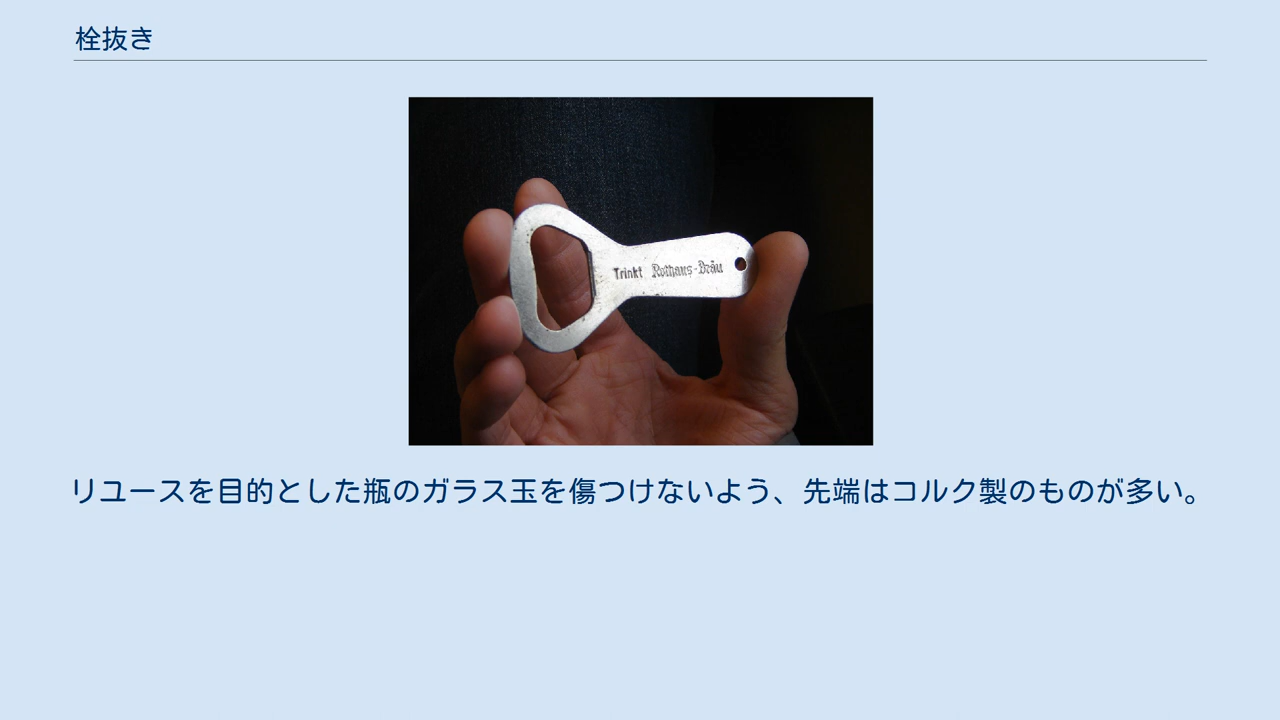 栓抜き
Trinkt Rothaus-Bräu
リユースを目的とした瓶のガラス玉を傷つけないよう、先端はコルク製のものが多い。